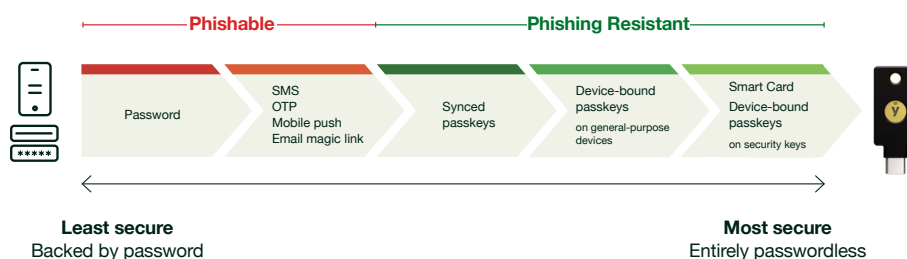 Phishable
Phishing Resistant
Password
SMS
OTP
Mobile push
Email magic link
Synced
passkeys
Device-bound
passkeys
on general-purpose
devices
Smart Card
Device-bound
passkeys
on security keys
*****
y
Least secure
Backed by password
Most secure
Entirely passwordless